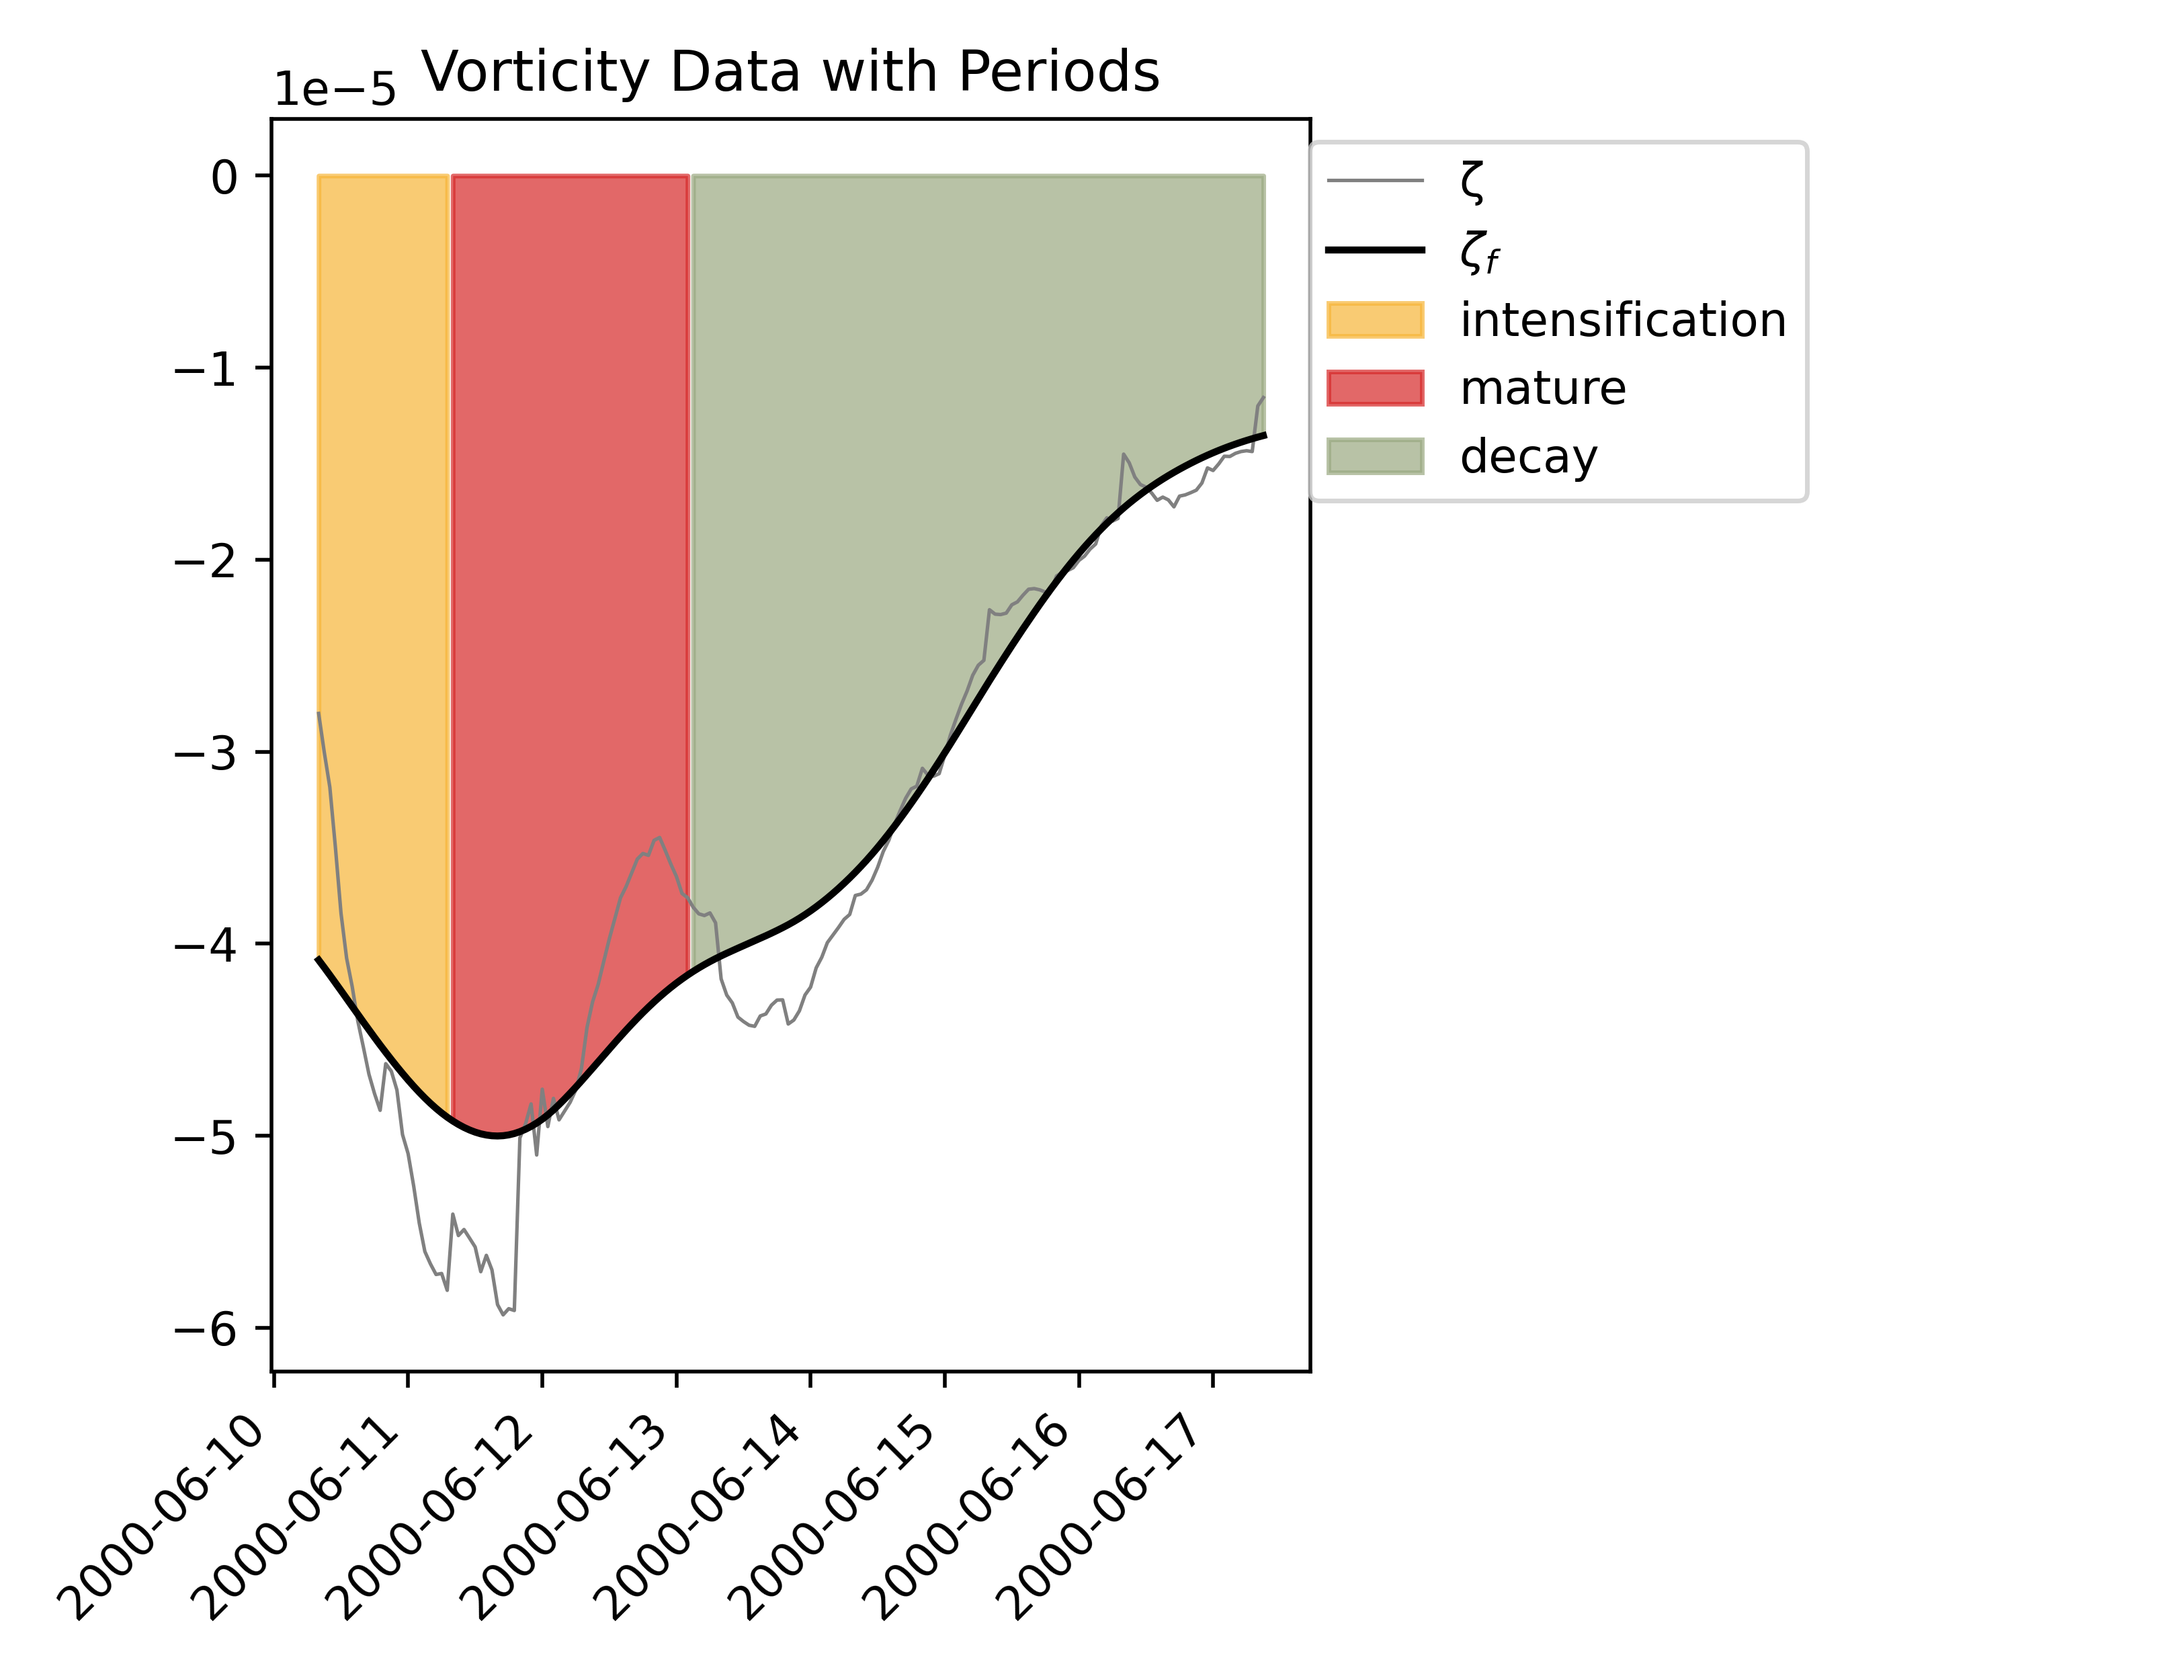 Vorticity Data with Periods
1e−5
0
−1
−2
−3
−4
−5
−6
2000-06-10
2000-06-11
2000-06-12
2000-06-13
2000-06-14
2000-06-15
2000-06-16
2000-06-17
ζ
ζf
intensification
mature
decay